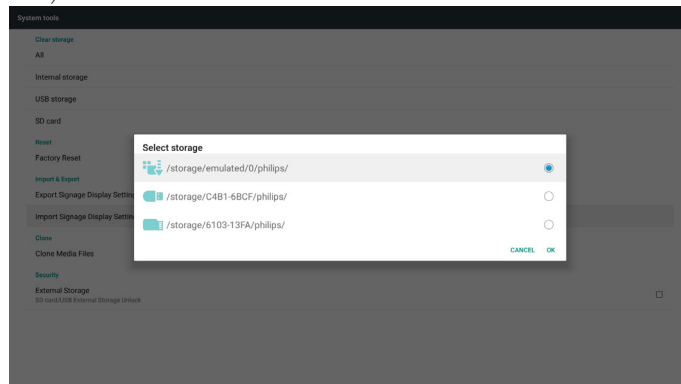 System tools
Clear storage
All
Internal storage
USB storage
SD card
Reset
Factory Reset
Import & Export
Export Signage Display Settin
Import Signage Display Settin
Clone
Clone Media Files
Security
External Storage
SD card/USB External Storage Unlock
Select storage
/storage/emulated/0/philips/
/storage/C4B1-6BCF/philips/
/storage/6103-13FA/philips/
CANCEL OK